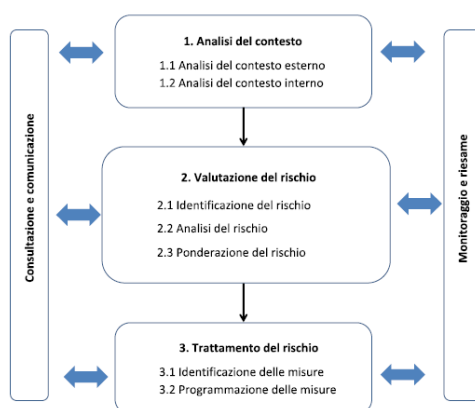 Consultazione e comunicazione
1. Analisi del contesto
1.1 Analisi del contesto esterno
1.2 Analisi del contesto interno
2. Valutazione del rischio
2.1 Identificazione del rischio
2.2 Analisi del rischio
2.3 Ponderazione del rischio
3. Trattamento del rischio
3.1 Identificazione delle misure
3.2 Programmazione delle misure
Monitoraggio e riesame